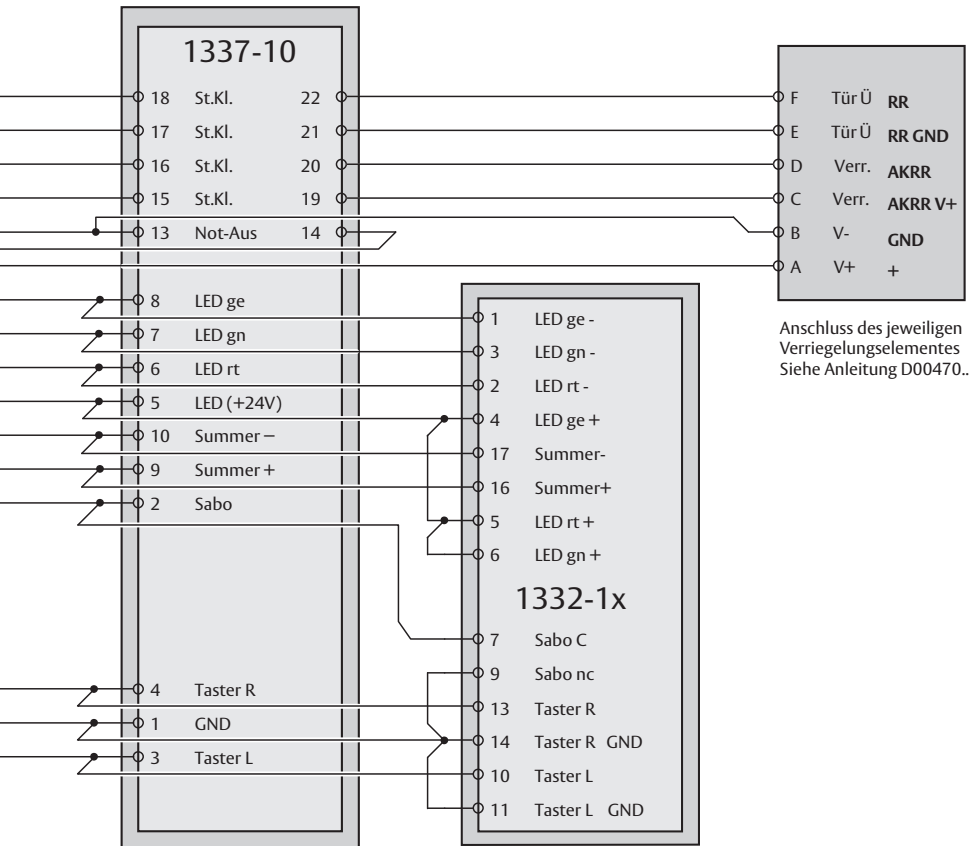 1337-10
18 St.Kl. 22
17 St.Kl. 21
16 St.Kl. 20
15 St.Kl. 19
13 Not-Aus 14
8 LED ge
7 LED gn
6 LED rt
5 LED (+24V)
10 Summer –
9 Summer +
2 Sabo
4 Taster R
1 GND
3 Taster L
1 LED ge -
3 LED gn -
2 LED rt -
4 LED ge +
17 Summer-
16 Summer+
5 LED rt +
6 LED gn +
1332-1x
7 Sabo C
9 Sabo nc
13 Taster R
14 Taster R GND
10 Taster L
11 Taster L GND
F Tür Ü RR
E Tür Ü RR GND
D Verr. AKRR
C Verr. AKRR V+
B V- GND
A V+ +
Anschluss des jeweiligen
Verriegelungselementes
Siehe Anleitung D00470..